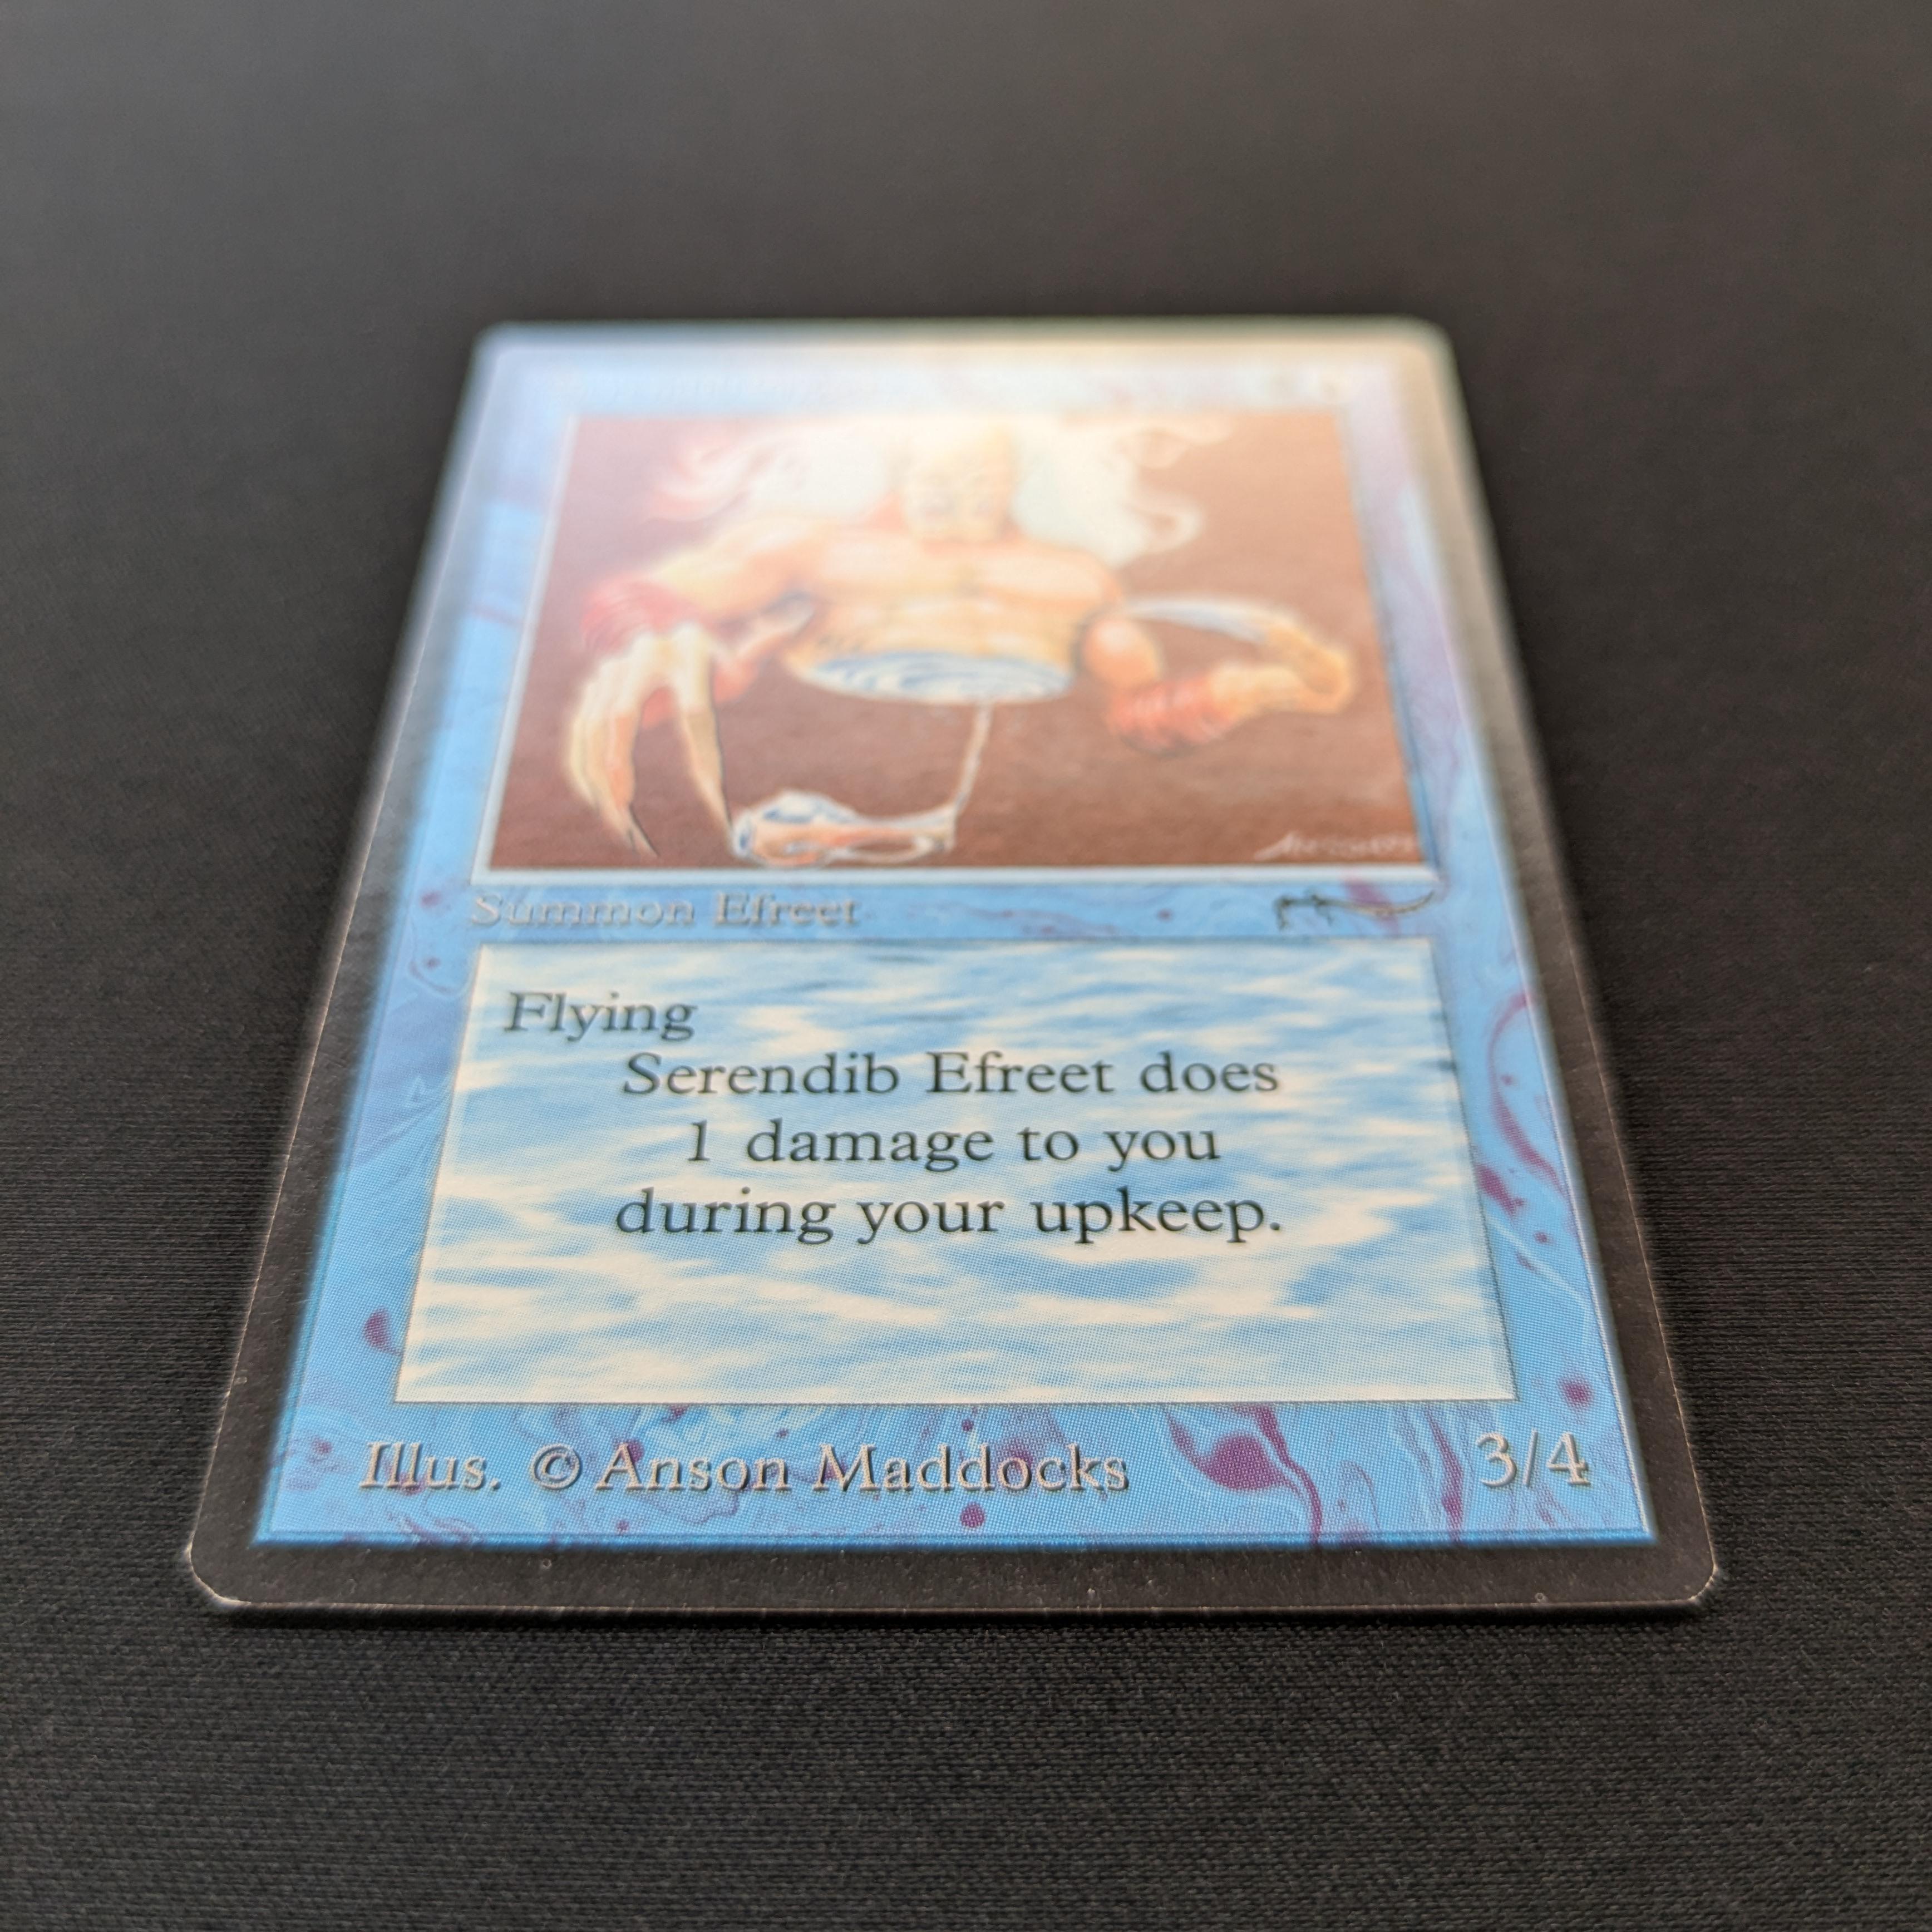 Summon Efreet
Flying
Serendib Efreet does
1 damage to you
during your upkeep.
Illus. © Anson Maddocks
3/4